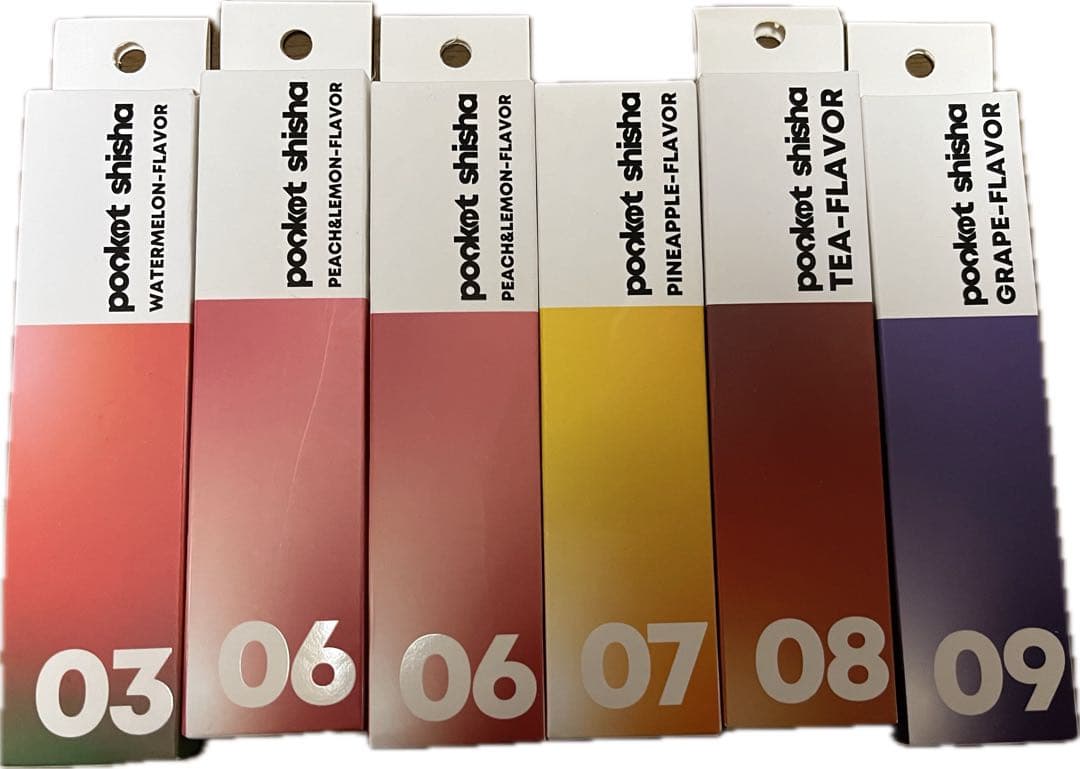 pocket shisha
WATERMELON-FLAVOR
03
pocket shisha
PEACH&LEMON-FLAVOR
06
pocket shisha
PEACH&LEMON-FLAVOR
06
pocket shisha
PINEAPPLE-FLAVOR
07
pocket shisha
TEA-FLAVOR
08
pocket shisha
GRAPE-FLAVOR
09